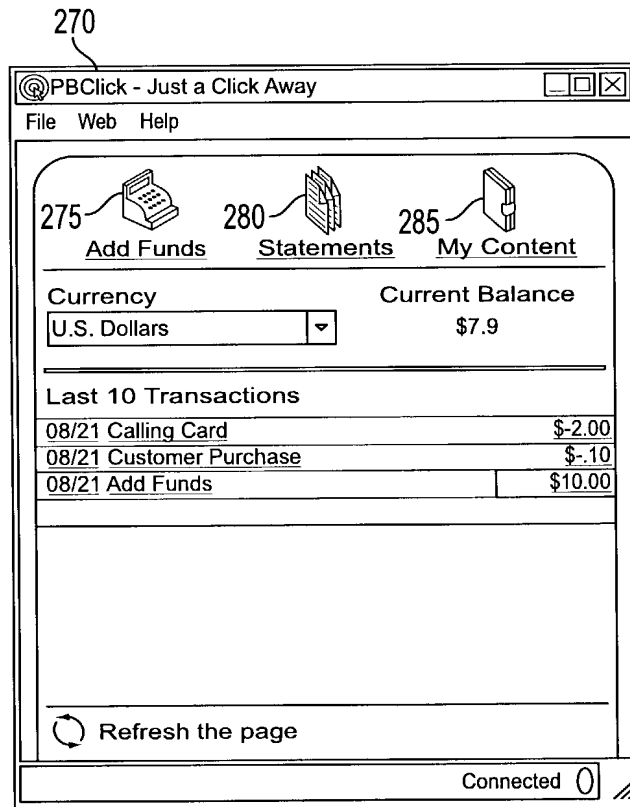 270
PBClick - Just a Click Away
File Web Help
275 280 285
Add Funds Statements My Content
Currency Current Balance
U.S. Dollars $7.9
Last 10 Transactions
08/21 Calling Card $-2.00
08/21 Customer Purchase $-.10
08/21 Add Funds $10.00
Refresh the page
Connected